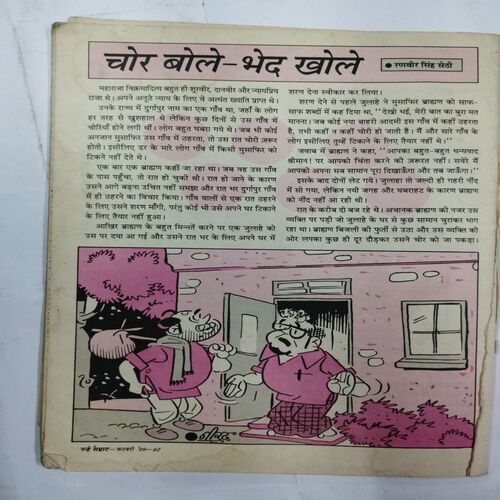 चोर बोले-भेद खोले
● रणवीर सिंह सेठी
महाराजा विक्रमादित्य बहुत ही शूरवीर, दानवीर और न्यायप्रिय
राजा थे। अपने अनूठे न्याय के लिए वे अत्यंत ख्याति प्राप्त थे।
उनके राज्य में दुर्गापुर नाम का एक गाँव था, जहाँ के लोग
हर तरह से खुशहाल थे लेकिन कुछ दिनों से उस गाँव में
चोरियाँ होने लगी थीं। लोग बहुत घबरा गये थे। जब भी कोई
अनजान मुसाफिर उस गाँव में ठहरता, तो उस रात चोरी ज़रूर
होती। इसीलिए डर के मारे लोग गाँव में किसी मुसाफिर को
टिकने नहीं देते थे।
एक बार एक ब्राह्मण कहीं जा रहा था। जब वह उस गाँव
के पास पहुँचा, तो रात हो चुकी थी। रात हो जाने के कारण
उसने आगे बढ़ना उचित नहीं समझा और रात भर दुर्गापुर गाँव
में ही ठहरने का विचार किया। गाँव वालों से एक रात ठहरने
के लिए उसने शरण माँगी, परंतु कोई भी उसे अपने घर टिकाने
के लिए तैयार नहीं हुआ।
आखिर ब्राह्मण के बहुत मिन्नतें करने पर एक जुलाहे को
उस पर दया आ गई और उसने रात भर के लिए अपने घर में
शरण देना स्वीकार कर लिया।
शरण देने से पहले जुलाहे ने मुसाफिर ब्राह्मण को साफ-
साफ शब्दों में कह दिया था, ''देखो भई, मेरी बात का बुरा मत
मानना। जब कोई नया बाहरी आदमी इस गाँव में कहीं ठहरता
है, तभी कहीं न कहीं चोरी हो जाती है। मैं और सारे गाँव के
लोग इसीलिए तुम्हें टिकाने के लिए तैयार नहीं थे।''
जवाब में ब्राह्मण ने कहा, ''आपका बहुत-बहुत धन्यवाद
श्रीमान! पर आपको चिंता करने की ज़रूरत नहीं। सवेरे मैं
आपको अपना सब सामान पूरा दिखाऊँगा और तब जाऊँगा।''
इसके बाद दोनों लेट गये। जुलाहा तो जल्दी ही गहरी नींद
में सो गया, लेकिन नयी जगह और घबराहट के कारण ब्राह्मण
को नींद नहीं आ रही थी।
रात के करीब दो बज रहे थे। अचानक ब्राह्मण की नज़र उस
व्यक्ति पर पड़ी जो जुलाहे के घर से कुछ सामान चुराकर भाग
रहा था। ब्राह्मण बिजली की फुर्ती से उठा और उस व्यक्ति की
ओर लपका कुछ ही दूर दौड़कर उसने चोर को जा पकड़ा।